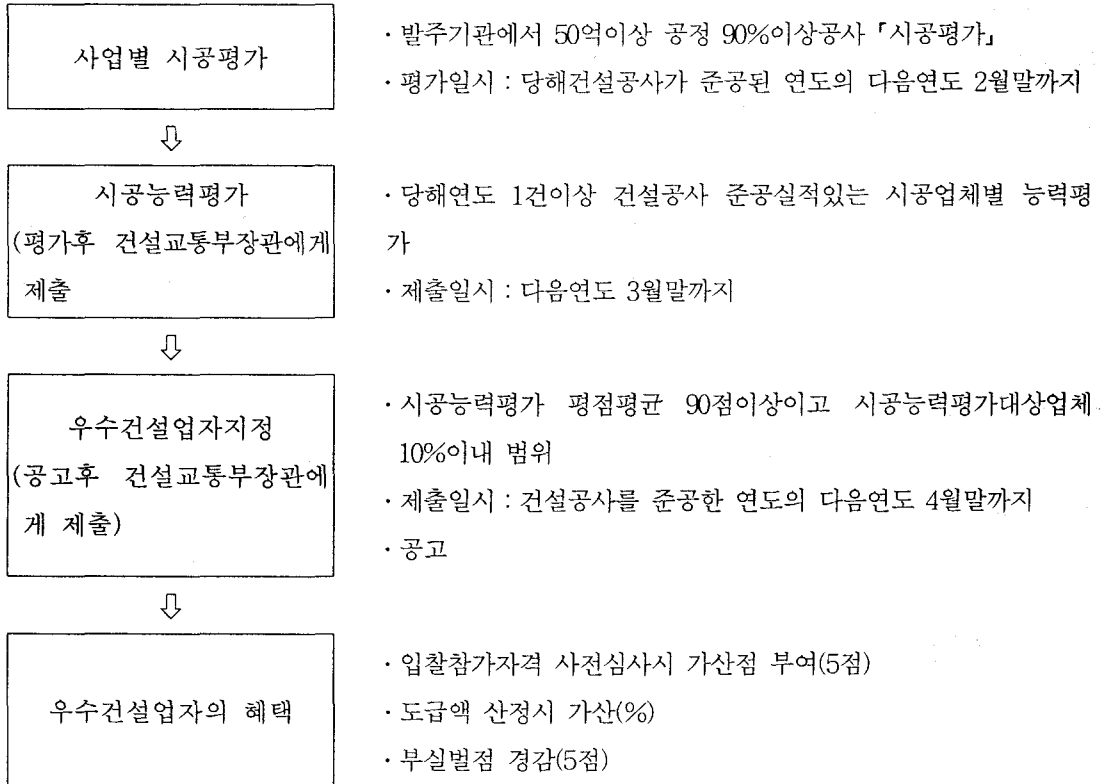 사업별 시공평가
· 발주기관에서 50억이상 공정 90%이상공사 「시공평가」
· 평가일시 : 당해건설공사가 준공된 연도의 다음연도 2월말까지
⇩
시공능력평가
(평가후 건설교통부장관에게
제출
· 당해연도 1건이상 건설공사 준공실적있는 시공업체별 능력평
가
· 제출일시 : 다음연도 3월말까지
⇩
우수건설업자지정
(공고후 건설교통부장관에
게 제출)
· 시공능력평가 평점평균 90점이상이고 시공능력평가대상업체
10%이내 범위
· 제출일시 : 건설공사를 준공한 연도의 다음연도 4월말까지
· 공고
⇩
우수건설업자의 혜택
· 입찰참가자격 사전심사시 가산점 부여(5점)
· 도급액 산정시 가산(%)
· 부실벌점 경감(5점)